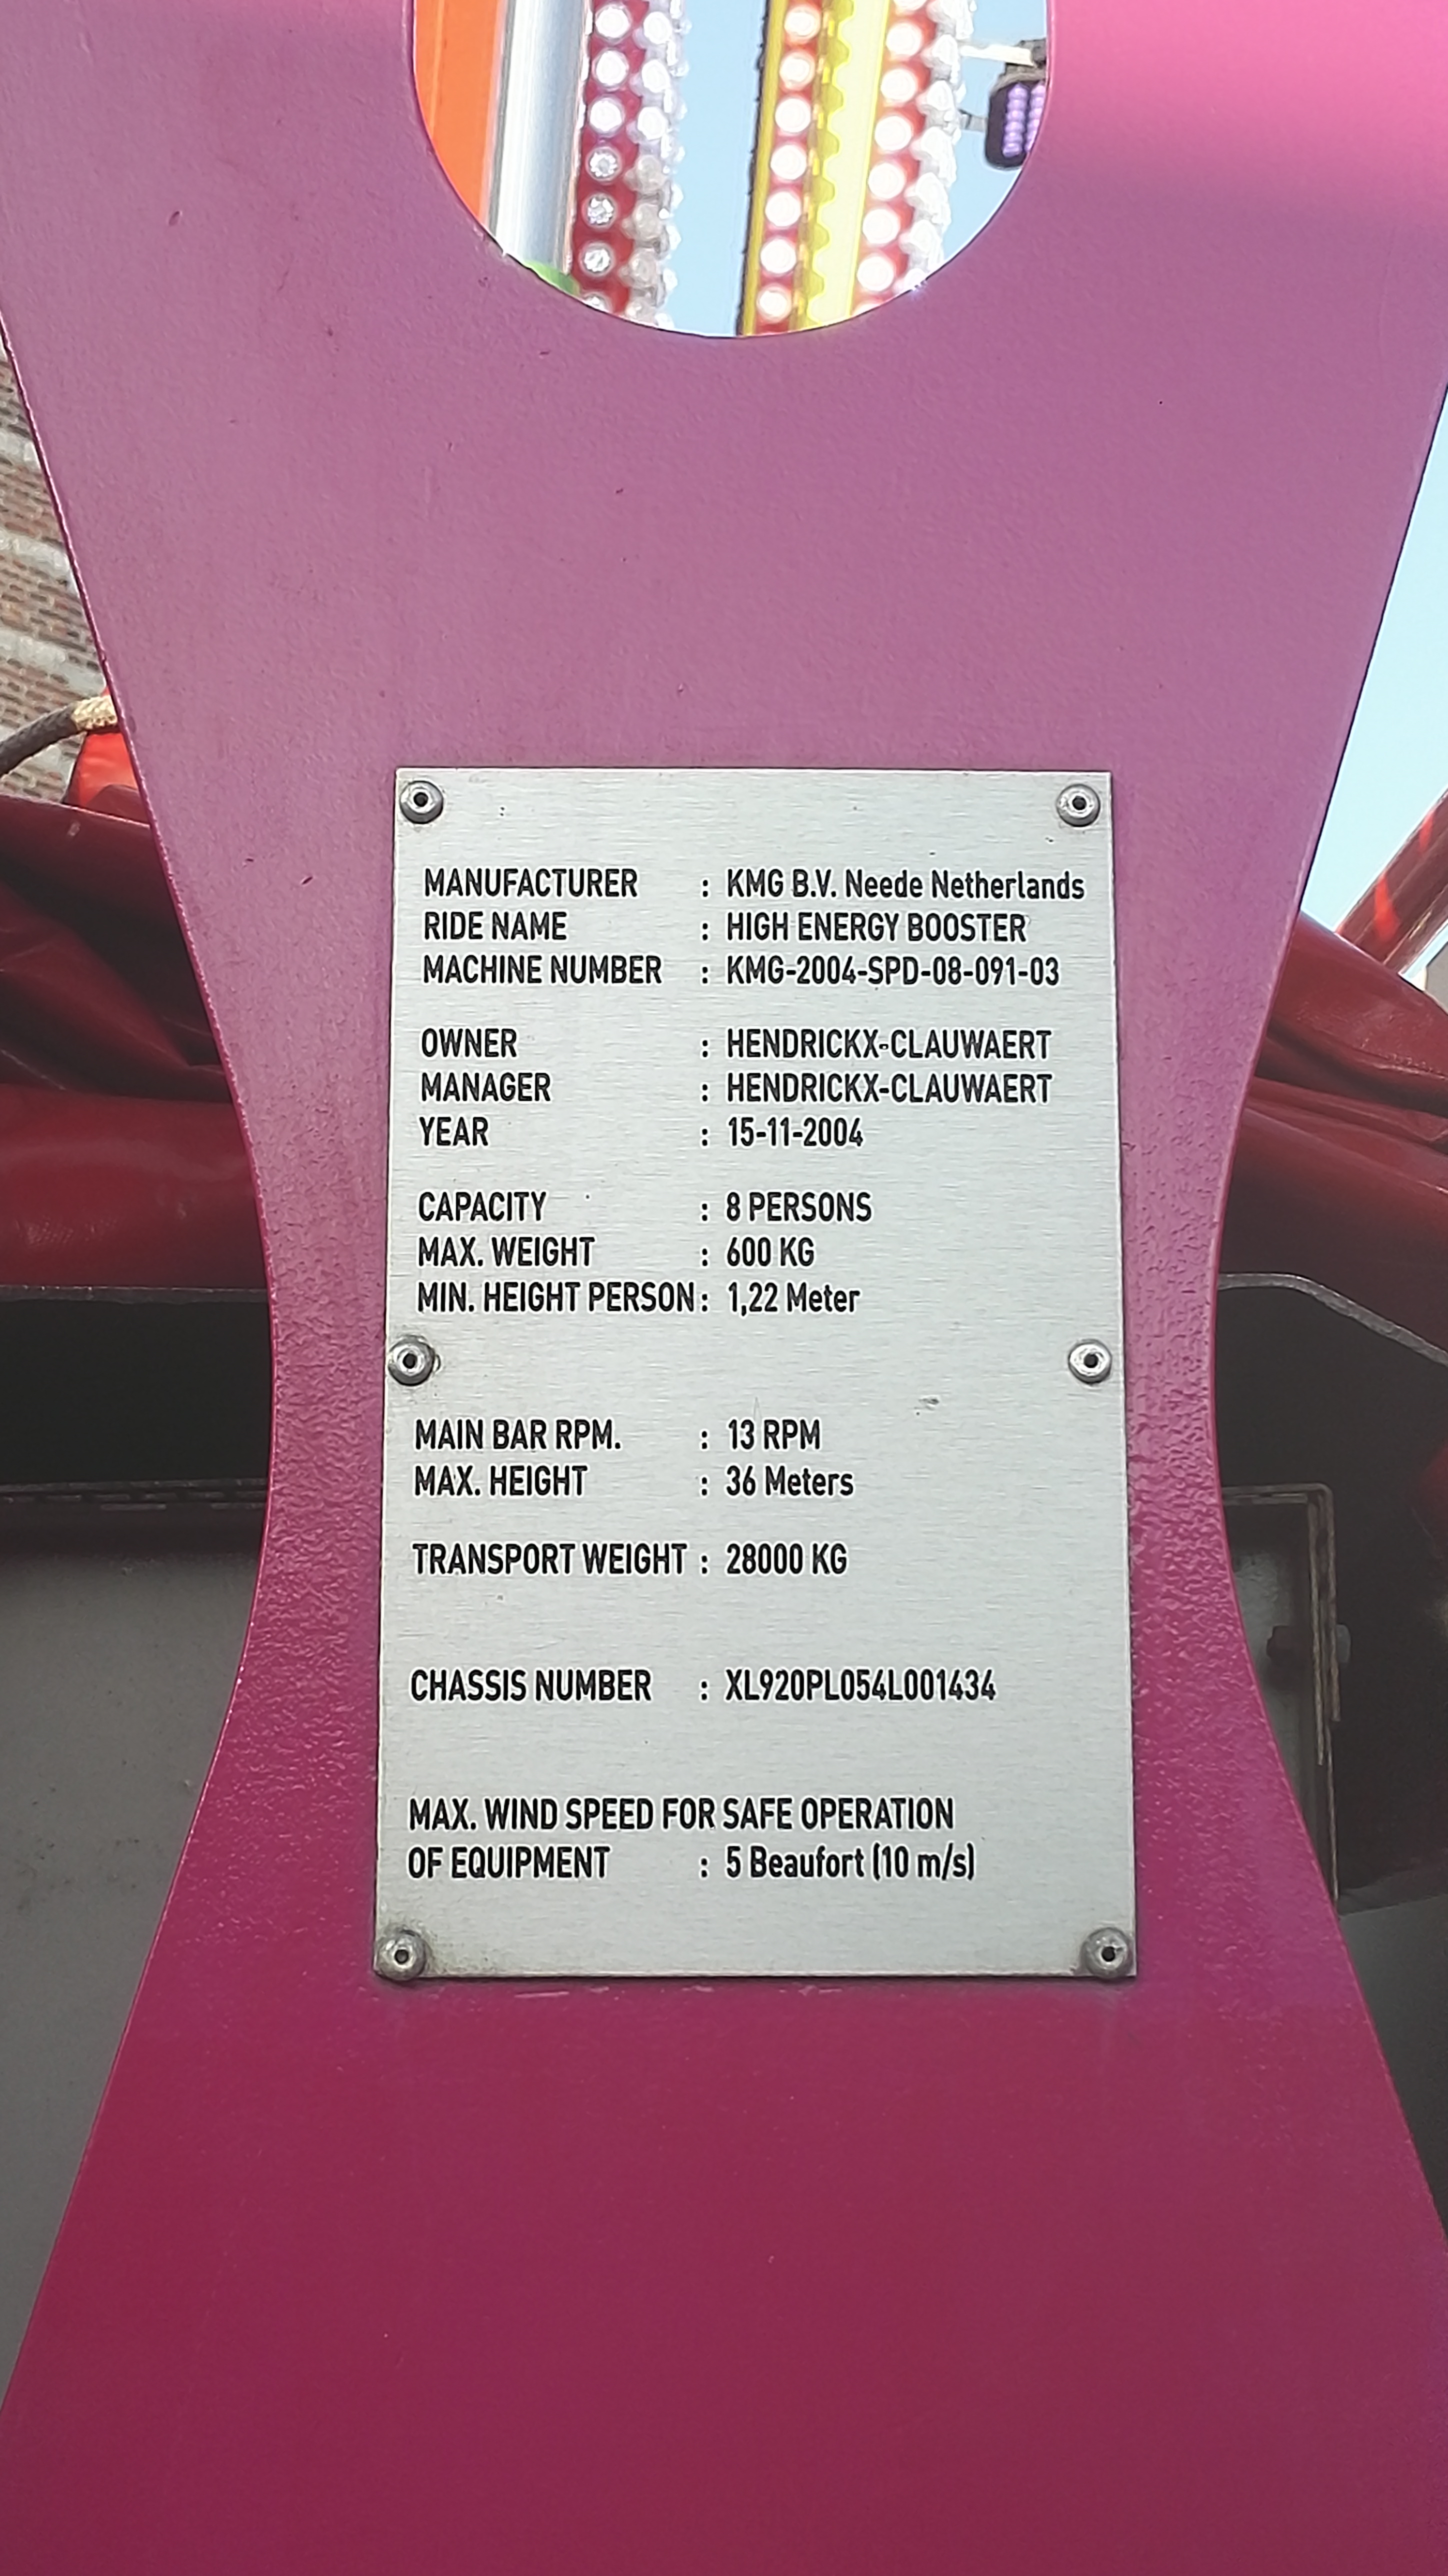 MANUFACTURER : KMG B.V. Neede Netherlands
RIDE NAME : HIGH ENERGY BOOSTER
MACHINE NUMBER : KMG-2004-SPD-08-091-03
OWNER : HENDRICKX-CLAUWAERT
MANAGER : HENDRICKX-CLAUWAERT
YEAR : 15-11-2004
CAPACITY : 8 PERSONS
MAX. WEIGHT : 600 KG
MIN. HEIGHT PERSON : 1,22 Meter
MAIN BAR RPM. : 13 RPM
MAX. HEIGHT : 36 Meters
TRANSPORT WEIGHT : 28000 KG
CHASSIS NUMBER : XL920PL054L001434
MAX. WIND SPEED FOR SAFE OPERATION
OF EQUIPMENT : 5 Beaufort (10 m/s)